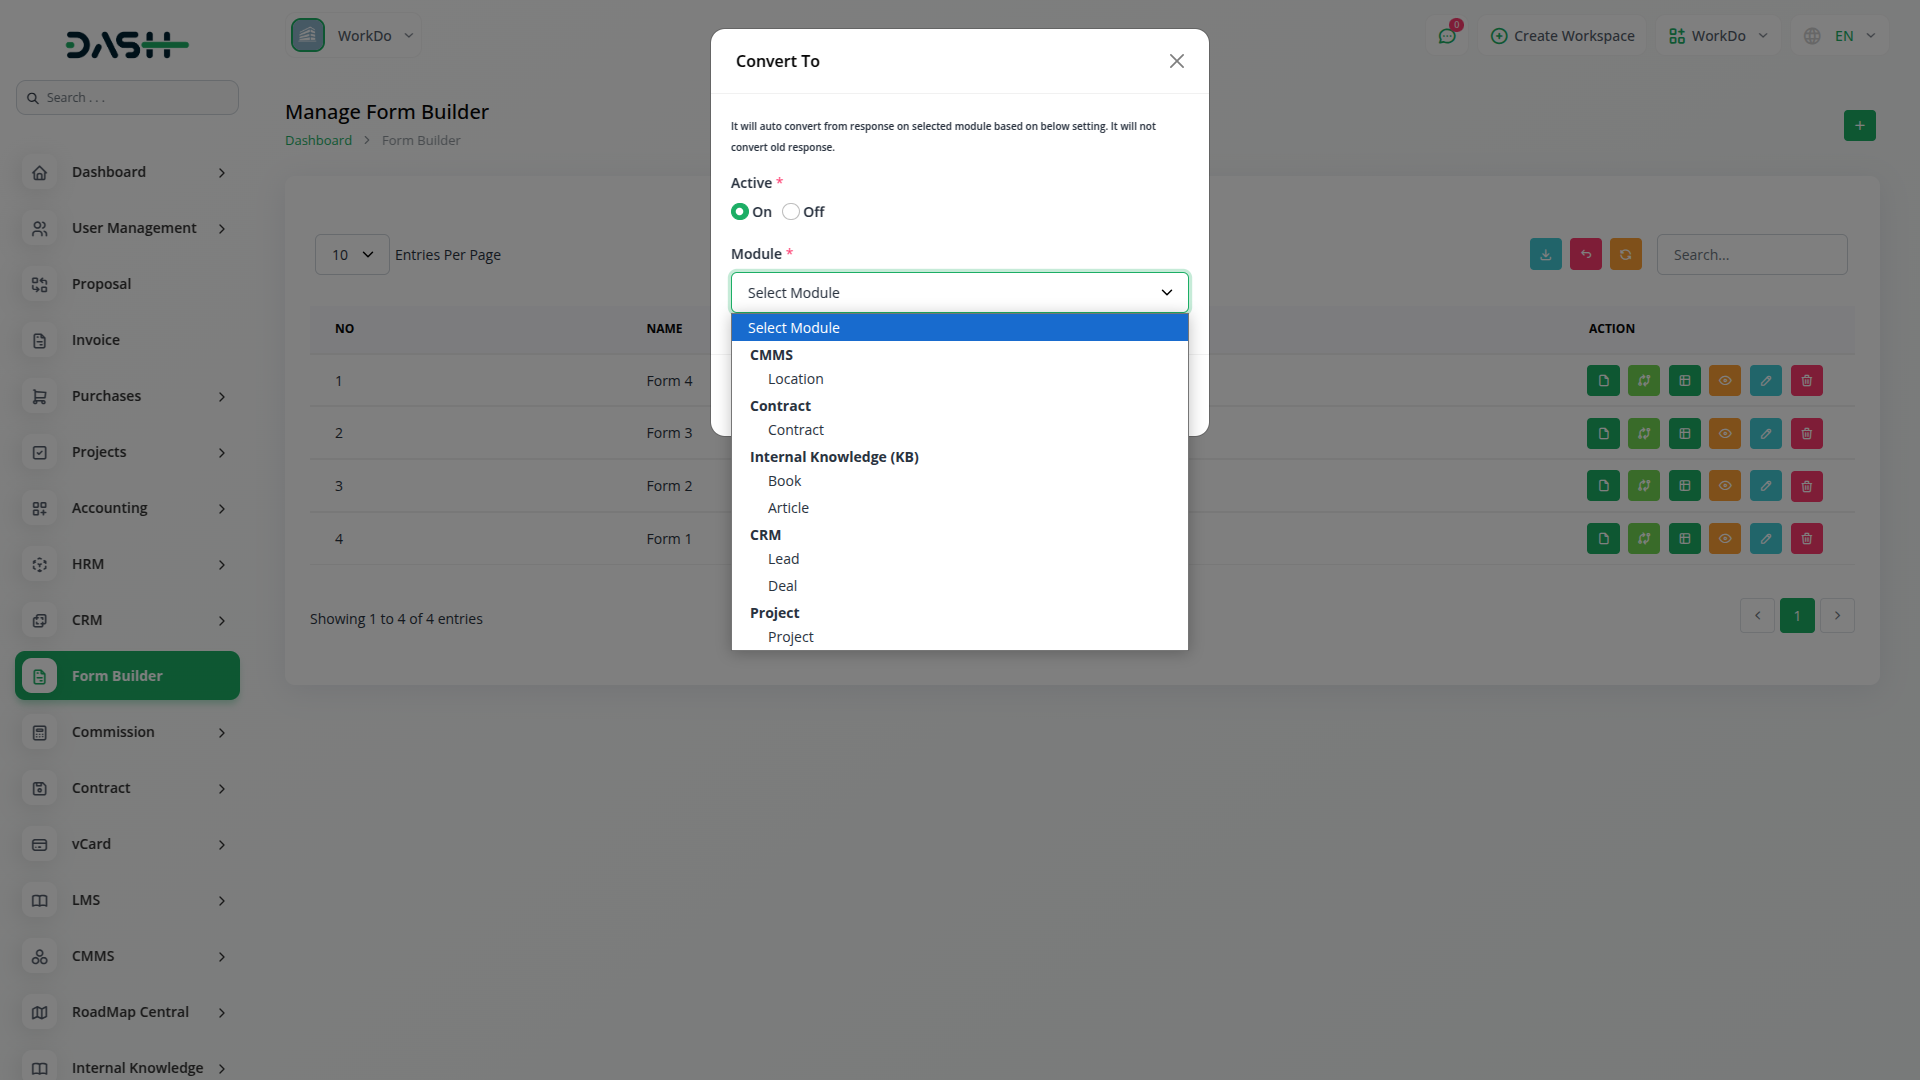 DASH
Search . . .
Dashboard
User Management
Proposal
Invoice
Purchases
Projects
Accounting
HRM
CRM
Form Builder
Commission
Contract
vCard
LMS
CMMS
RoadMap Central
Internal Knowledge
WorkDo
0
Create Workspace
WorkDo
EN
Manage Form Builder
Dashboard > Form Builder
+
10 Entries Per Page
Search...
NO NAME ACTION
1 Form 4
2 Form 3
3 Form 2
4 Form 1
Showing 1 to 4 of 4 entries
1
Convert To
It will auto convert from response on selected module based on below setting. It will not
convert old response.
Active *
On Off
Module *
Select Module
Select Module
CMMS
Location
Contract
Contract
Internal Knowledge (KB)
Book
Article
CRM
Lead
Deal
Project
Project